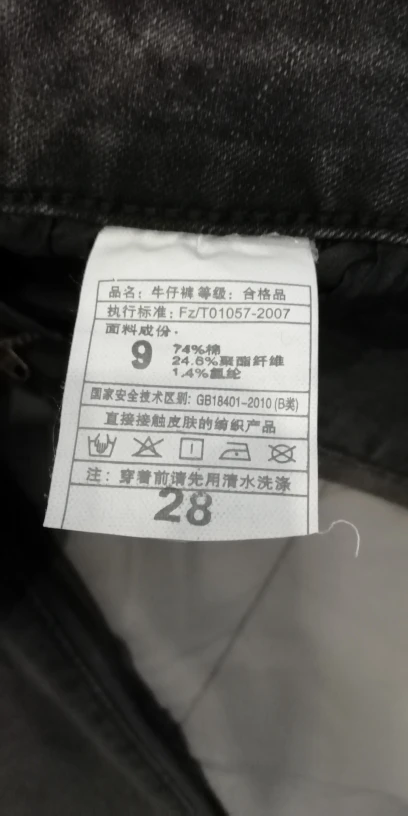 品名：牛仔裤 等级：合格品
执行标准：Fz/T01057-2007
面料成份：
9
74%棉
24.6%聚酯纤维
1.4%氨纶
国家安全技术区别：GB18401-2010 (B类)
直接接触皮肤的纺织产品
注：穿着前请先用清水洗涤
28